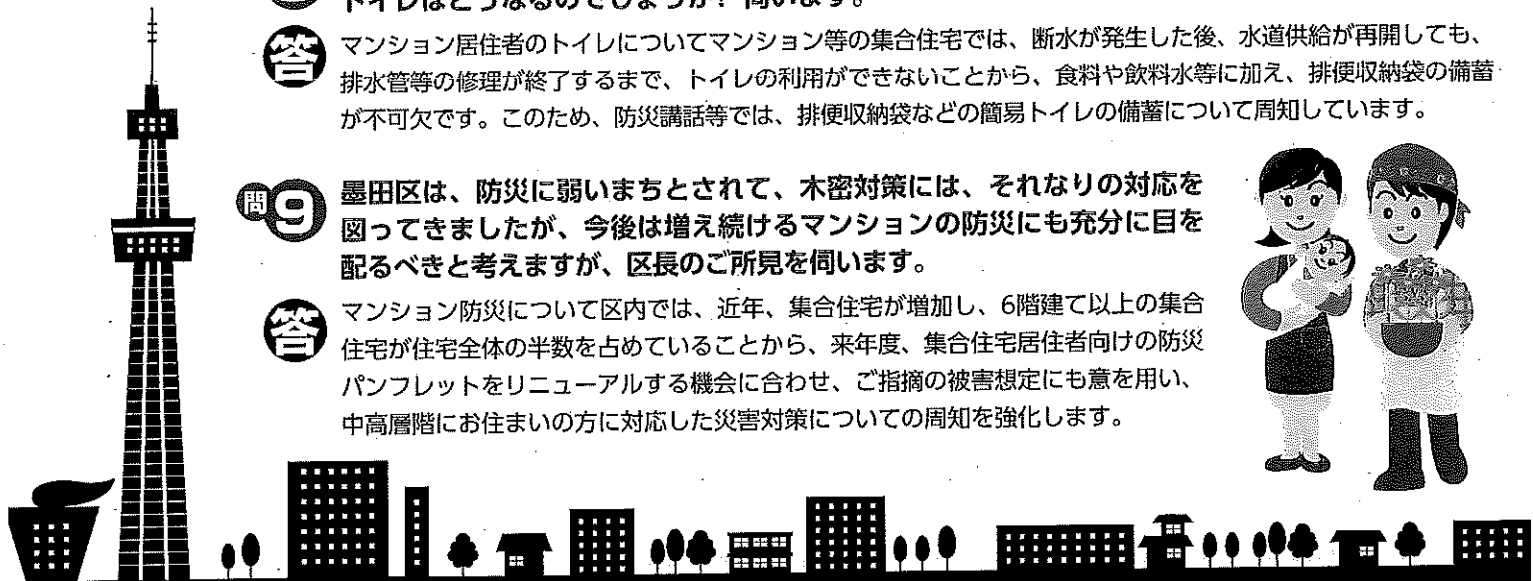 トイレはどうなるのでしょうか？伺います。
答 マンション居住者のトイレについてマンション等の集合住宅では、断水が発生した後、水道供給が再開しても、
排水管等の修理が終了するまで、トイレの利用ができないことから、食料や飲料水等に加え、排便収納袋の備蓄
が不可欠です。このため、防災講話等では、排便収納袋などの簡易トイレの備蓄について周知しています。
問9 墨田区は、防災に弱いまちとされて、木密対策には、それなりの対応を
図ってきましたが、今後は増え続けるマンションの防災にも充分に目を
配るべきと考えますが、区長のご所見を伺います。
答 マンション防災について区内では、近年、集合住宅が増加し、6階建て以上の集合
住宅が住宅全体の半数を占めていることから、来年度、集合住宅居住者向けの防災
パンフレットをリニューアルする機会に合わせ、ご指摘の被害想定にも意を用い、
中高層階にお住まいの方に対応した災害対策についての周知を強化します。